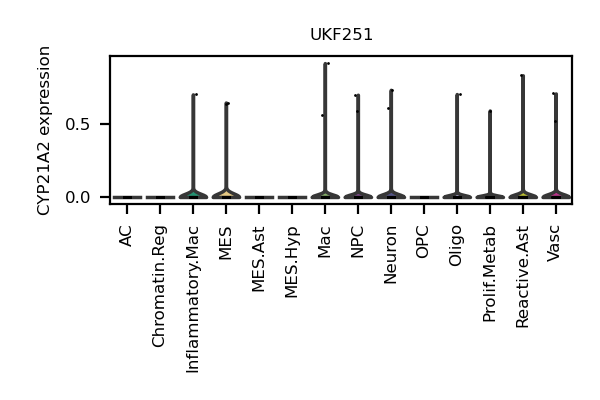 UKF251
CYP21A2 expression
0.5
0.0
AC
Chromatin.Reg
Inflammatory.Mac
MES
MES.Ast
MES.Hyp
Mac
NPC
Neuron
OPC
Oligo
Prolif.Metab
Reactive.Ast
Vasc